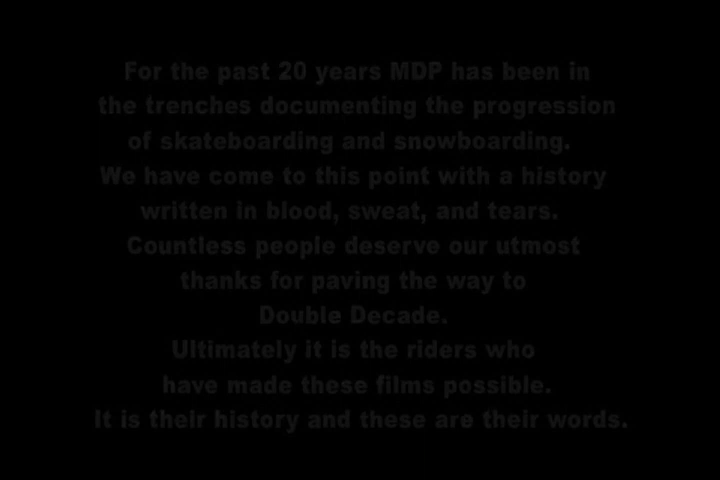 For the past 20 years MDP has been in
the trenches documenting the progression
of skateboarding and snowboarding.
We have come to this point with a history
written in blood, sweat, and tears.
Countless people deserve our utmost
thanks for paving the way to
Double Decade.
Ultimately it is the riders who
have made these films possible.
It is their history and these are their words.